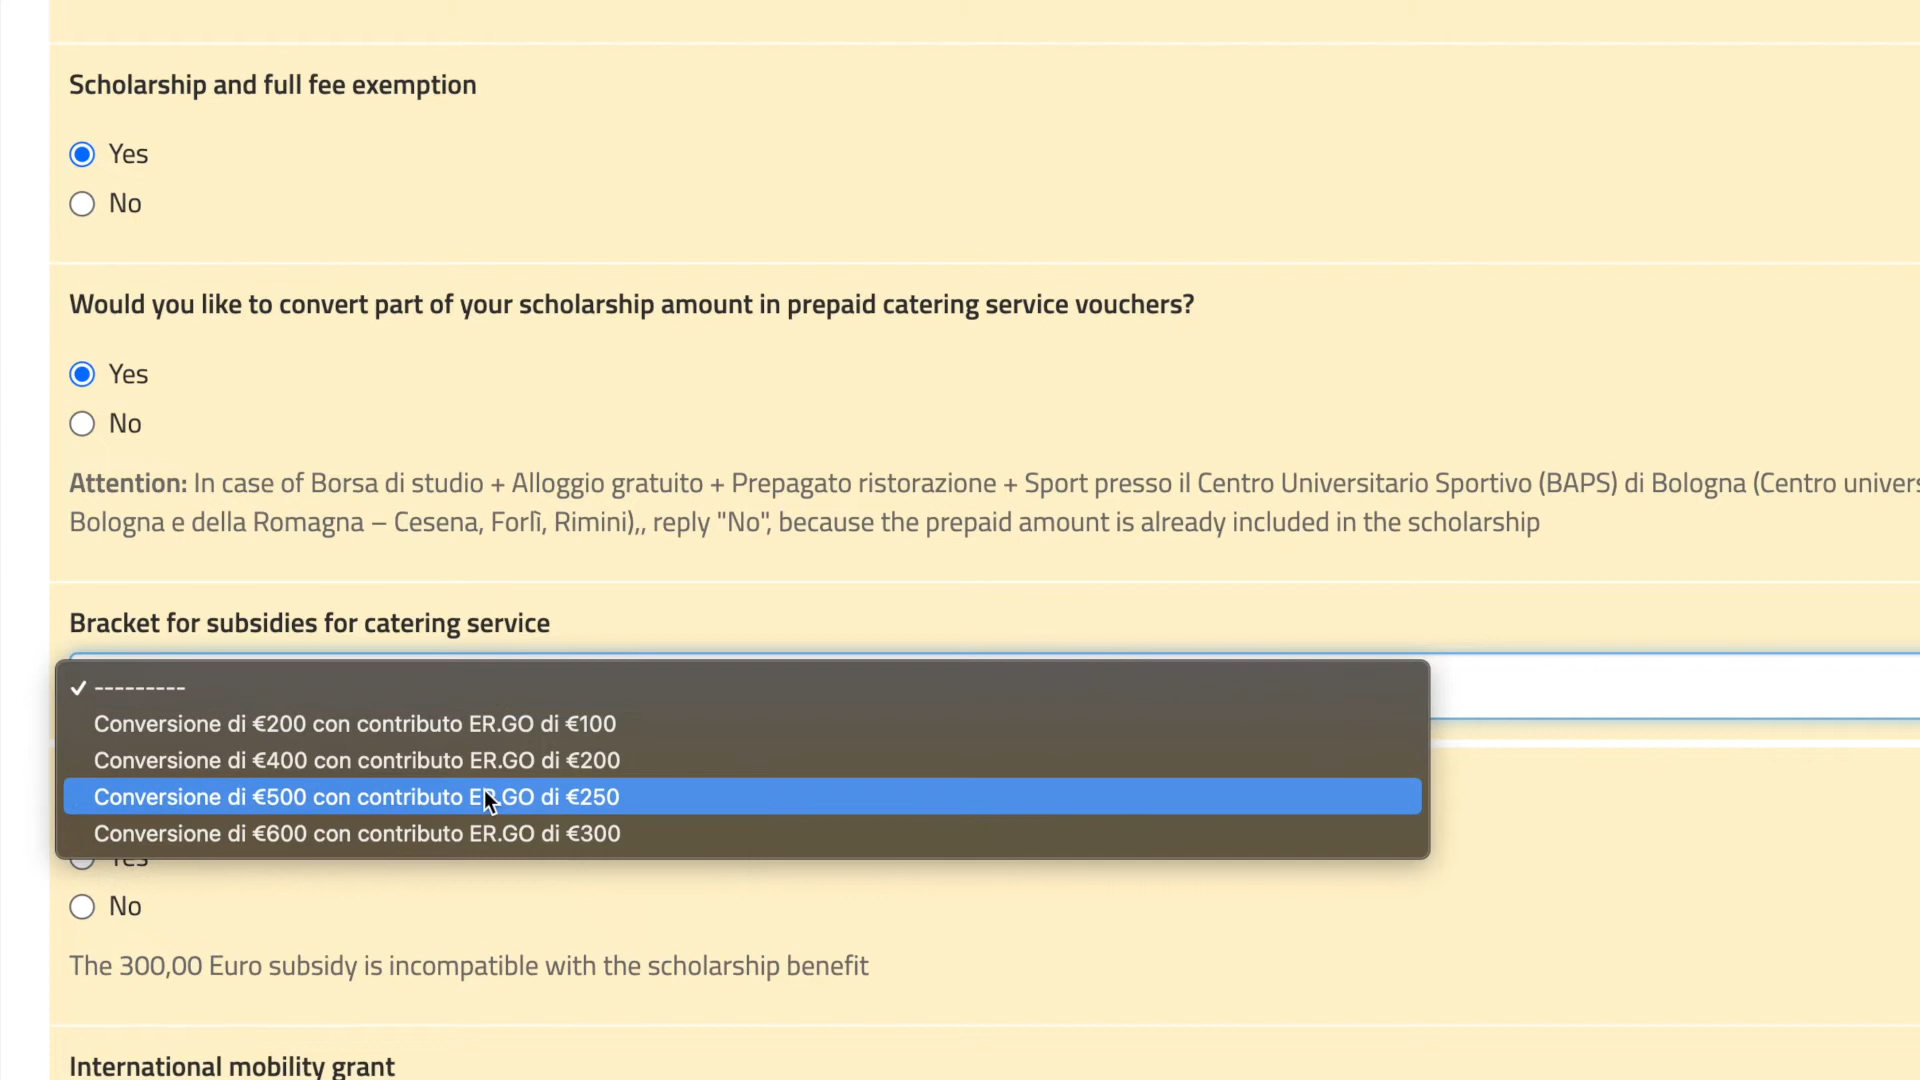 Scholarship and full fee exemption
Yes
No
Would you like to convert part of your scholarship amount in prepaid catering service vouchers?
Yes
No
Attention: In case of Borsa di studio + Alloggio gratuito + Prepagato ristorazione + Sport presso il Centro Universitario Sportivo (BAPS) di Bologna (Centro univers
Bologna e della Romagna – Cesena, Forlì, Rimini),, reply "No", because the prepaid amount is already included in the scholarship
Bracket for subsidies for catering service
✓ ---------
Conversione di €200 con contributo ER.GO di €100
Conversione di €400 con contributo ER.GO di €200
Conversione di €500 con contributo ER.GO di €250
Conversione di €600 con contributo ER.GO di €300
Yes
No
The 300,00 Euro subsidy is incompatible with the scholarship benefit
International mobility grant